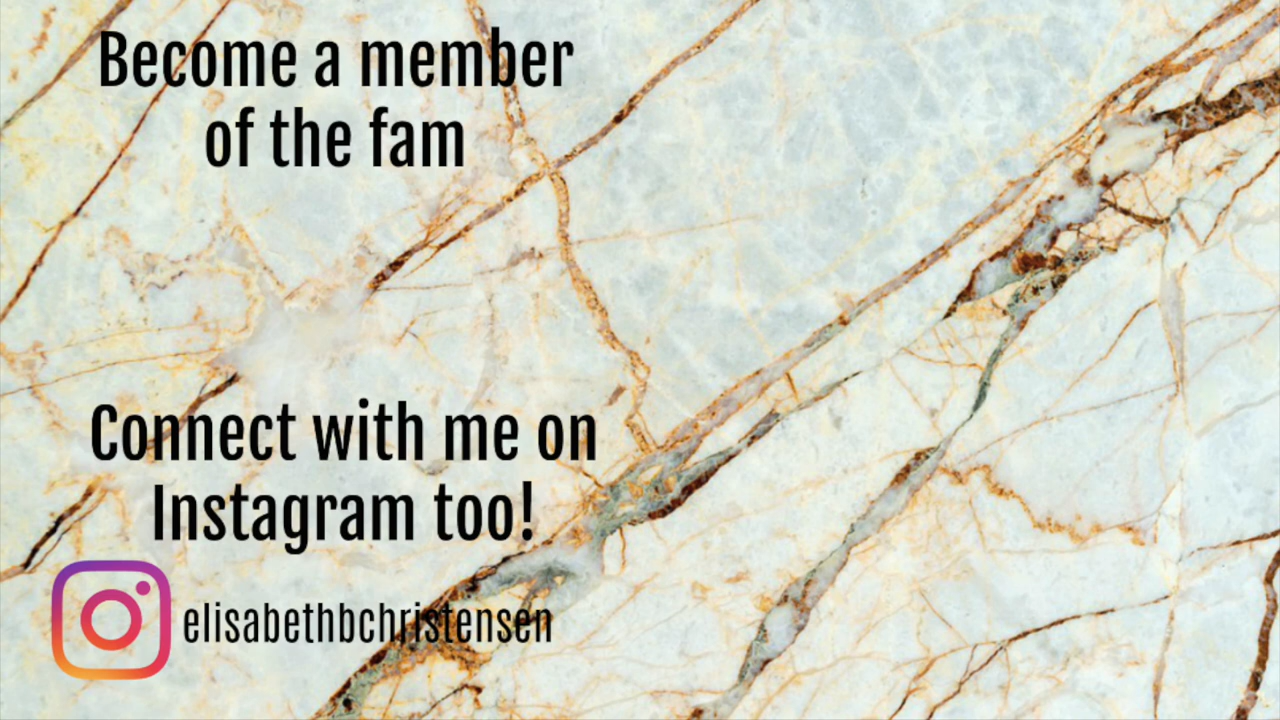 Become a member
of the fam
Connect with me on
Instagram too!
elisabethbchristensen